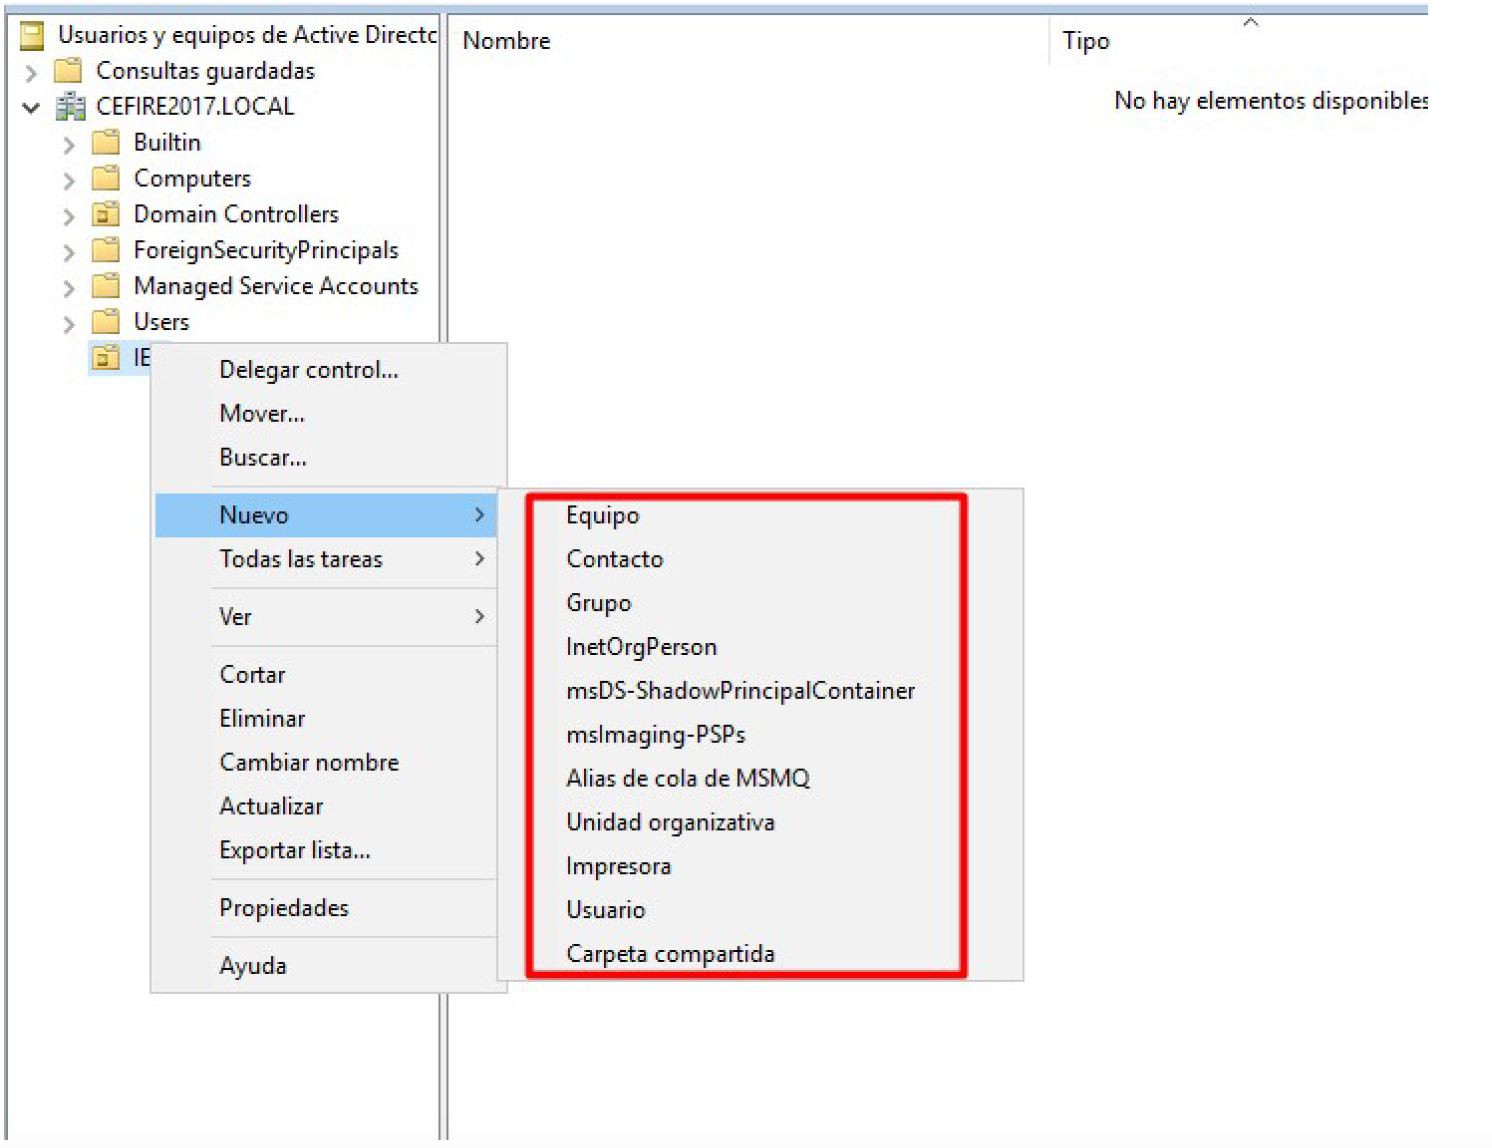 Usuarios y equipos de Active Directc
Nombre
Tipo
Consultas guardadas
CEFIRE2017.LOCAL
No hay elementos disponibles
Builtin
Computers
Domain Controllers
ForeignSecurityPrincipals
Managed Service Accounts
Users
IE
Delegar control...
Mover...
Buscar...
Nuevo
Todas las tareas
Ver
Cortar
Eliminar
Cambiar nombre
Actualizar
Exportar lista...
Propiedades
Ayuda
Equipo
Contacto
Grupo
InetOrgPerson
msDS-ShadowPrincipalContainer
msImaging-PSPs
Alias de cola de MSMQ
Unidad organizativa
Impresora
Usuario
Carpeta compartida